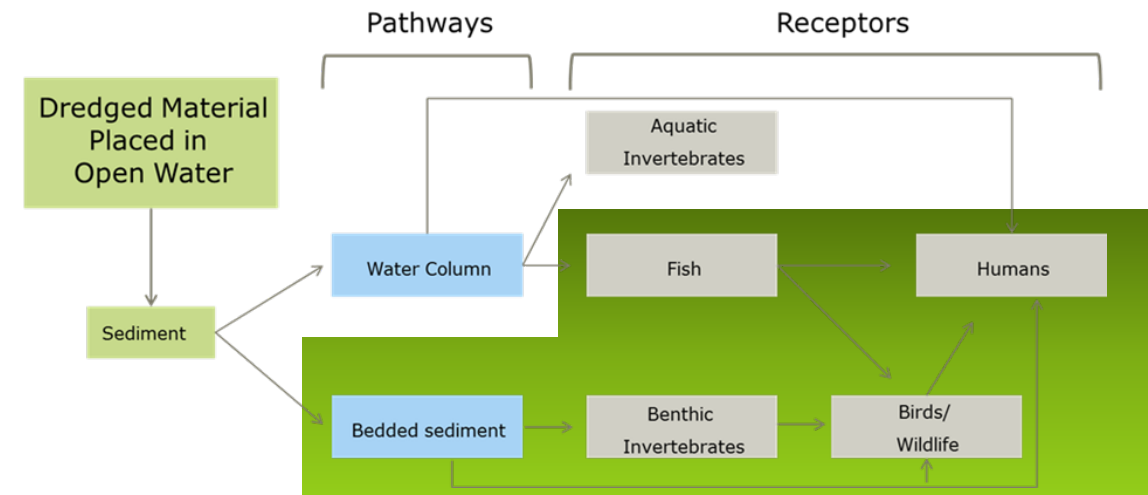 Pathways
Receptors
Dredged Material
Placed in
Open Water
Aquatic
Invertebrates
Water Column
Fish
Humans
Sediment
Bedded sediment
Benthic
Invertebrates
Birds/
Wildlife